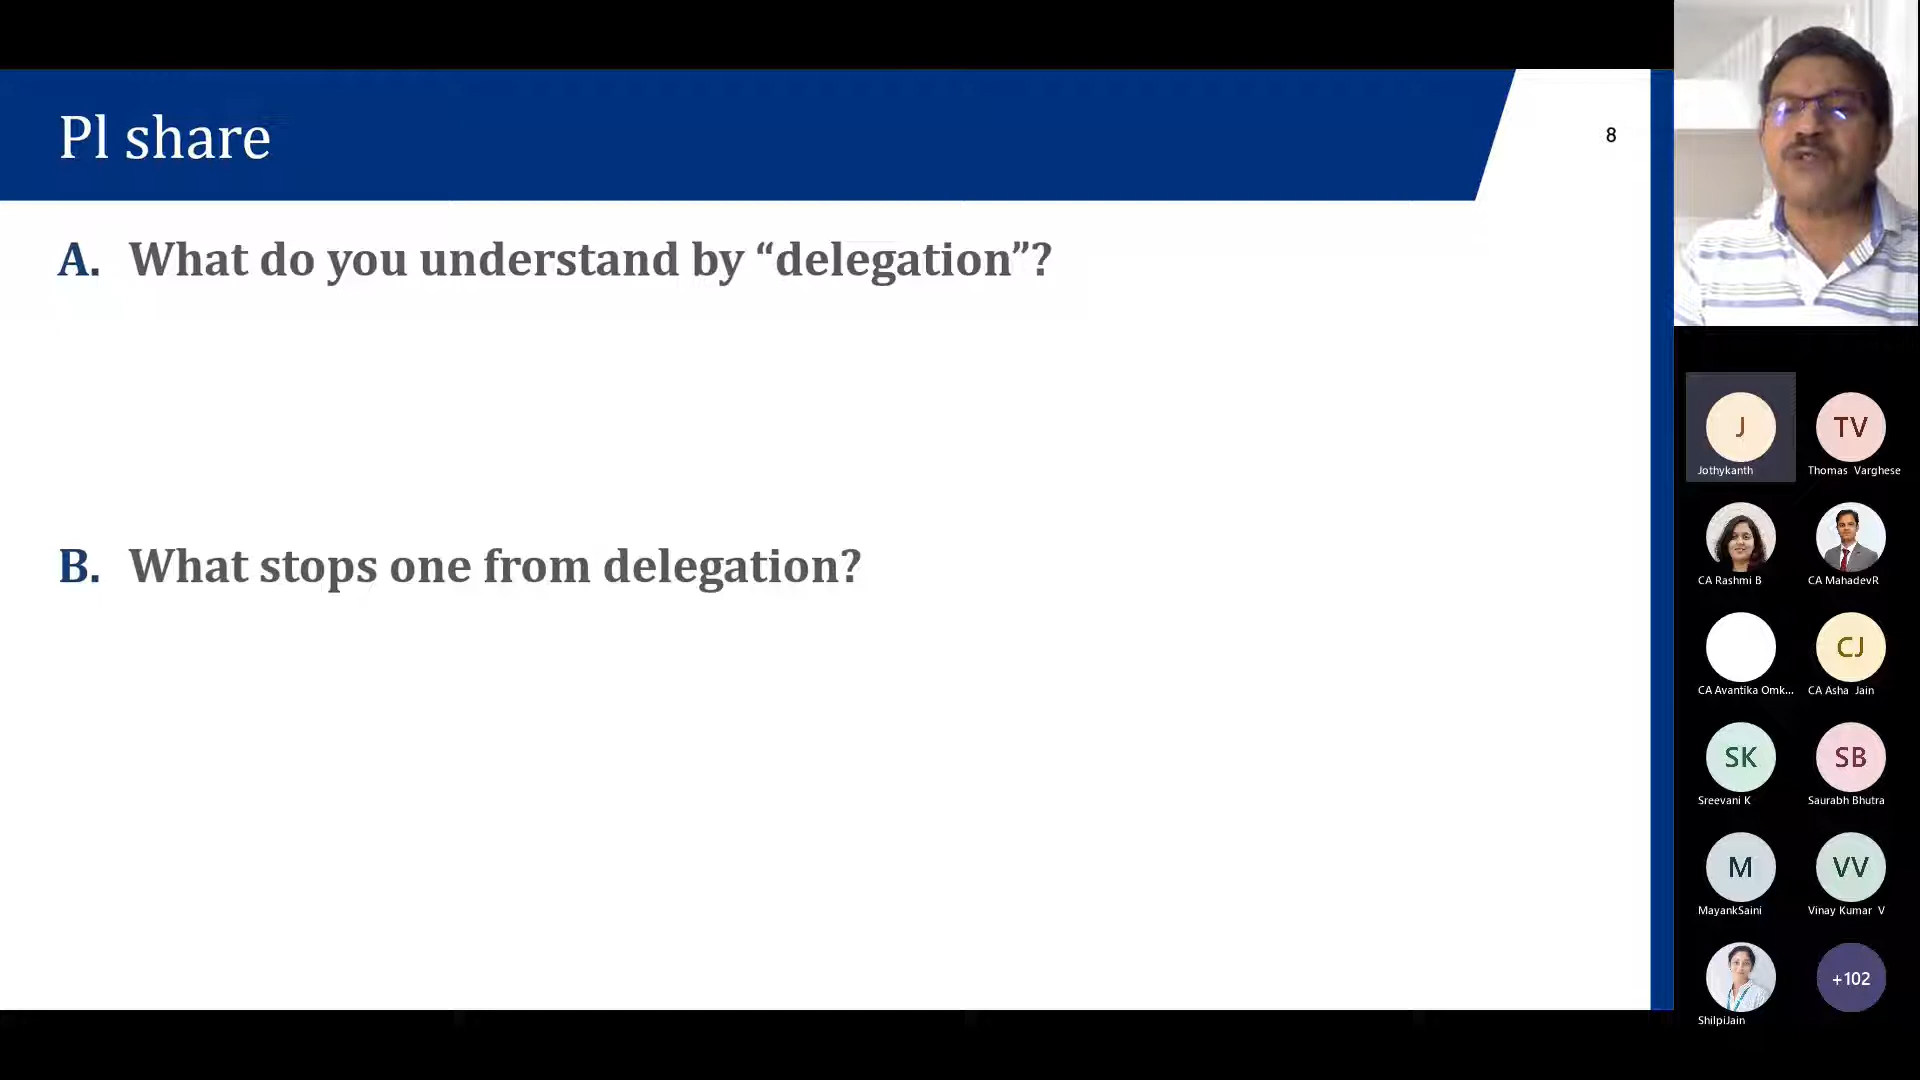 Pl share
8
A. What do you understand by “delegation”?
B. What stops one from delegation?
J
Jothykanth
TV
Thomas Varghese
CA Rashmi B
CA MahadevR
CA Avantika Omk...
CJ
CA Asha Jain
SK
Sreevani K
SB
Saurabh Bhutra
M
MayankSaini
VV
Vinay Kumar V
ShilpiJain
+102